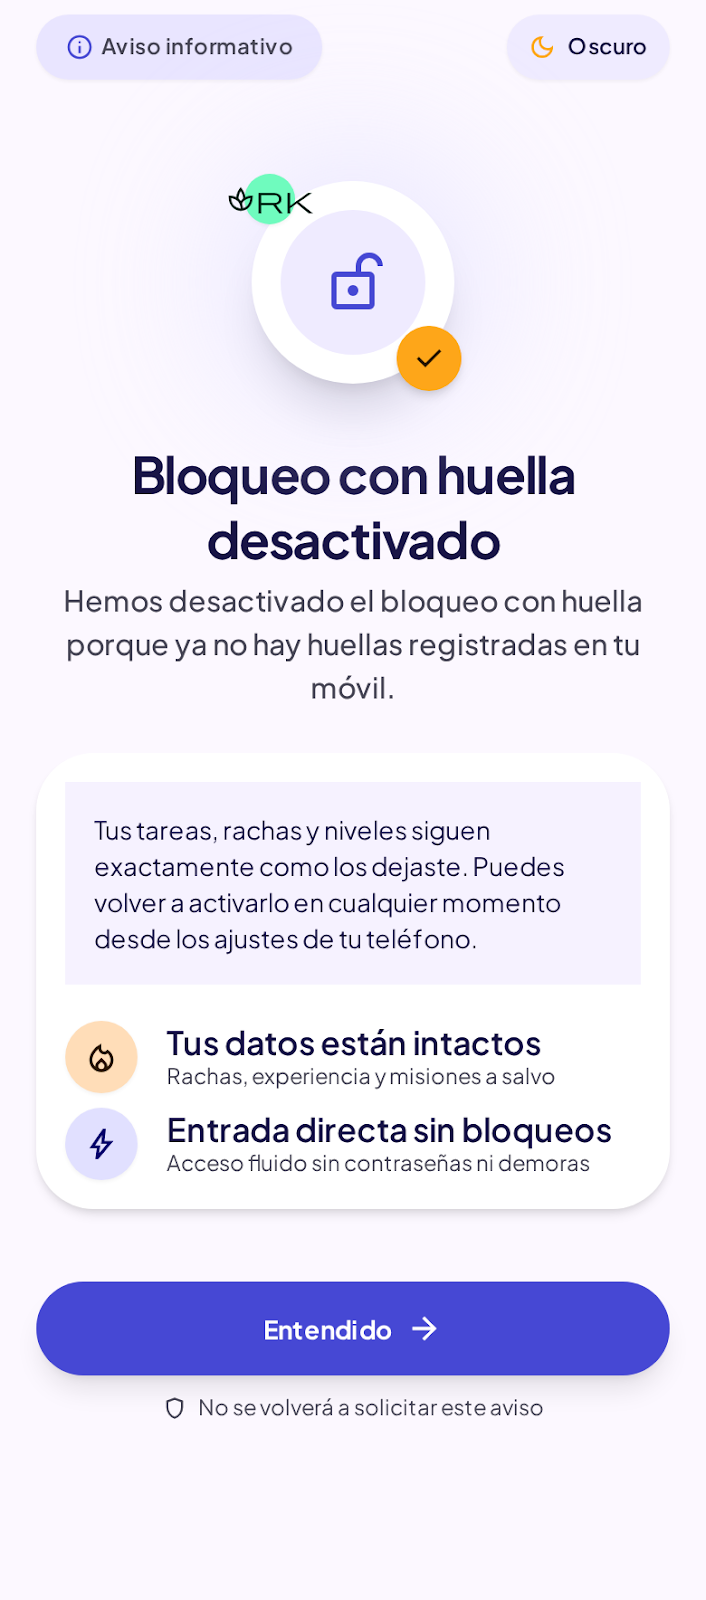 Aviso informativo
Oscuro
RK
Bloqueo con huella
desactivado
Hemos desactivado el bloqueo con huella
porque ya no hay huellas registradas en tu
móvil.
Tus tareas, rachas y niveles siguen
exactamente como los dejaste. Puedes
volver a activarlo en cualquier momento
desde los ajustes de tu teléfono.
Tus datos están intactos
Rachas, experiencia y misiones a salvo
Entrada directa sin bloqueos
Acceso fluido sin contraseñas ni demoras
Entendido
No se volverá a solicitar este aviso